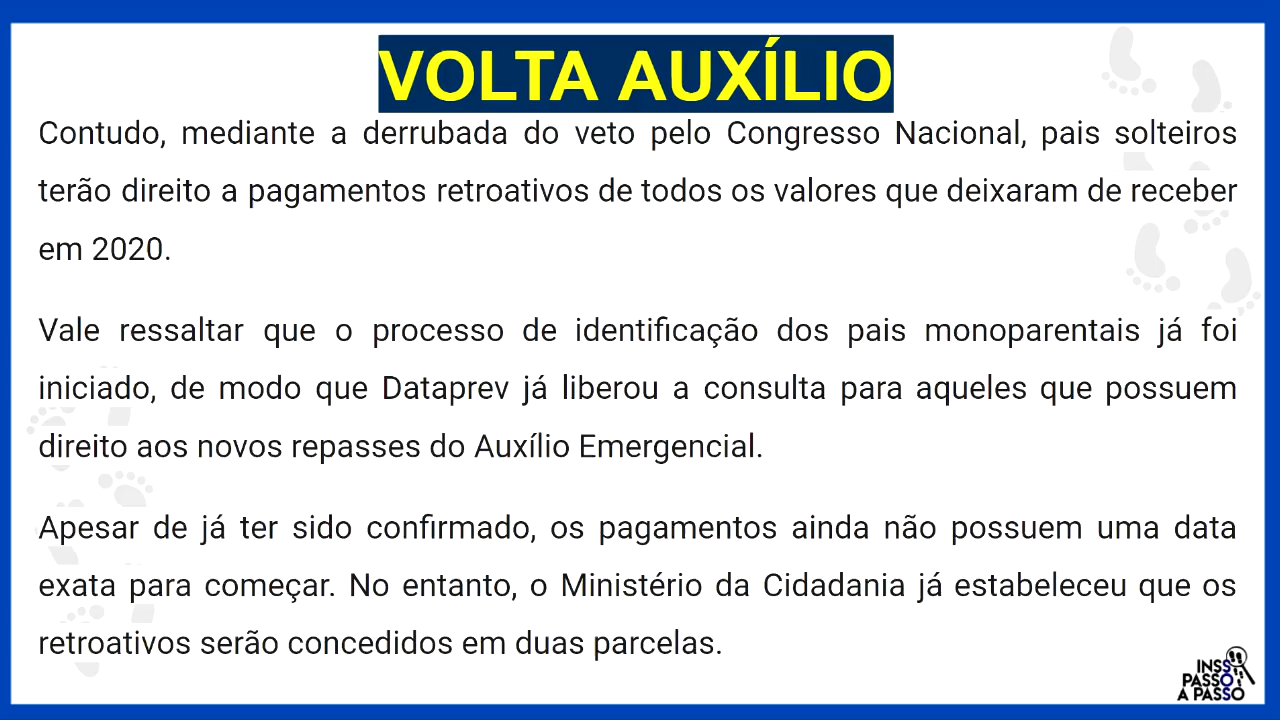 VOLTA AUXÍLIO
Contudo, mediante a derrubada do veto pelo Congresso Nacional, pais solteiros
terão direito a pagamentos retroativos de todos os valores que deixaram de receber
em 2020.
Vale ressaltar que o processo de identificação dos pais monoparentais já foi
iniciado, de modo que Dataprev já liberou a consulta para aqueles que possuem
direito aos novos repasses do Auxílio Emergencial.
Apesar de já ter sido confirmado, os pagamentos ainda não possuem uma data
exata para começar. No entanto, o Ministério da Cidadania já estabeleceu que os
retroativos serão concedidos em duas parcelas.
INSS
PASSO
A PASSO